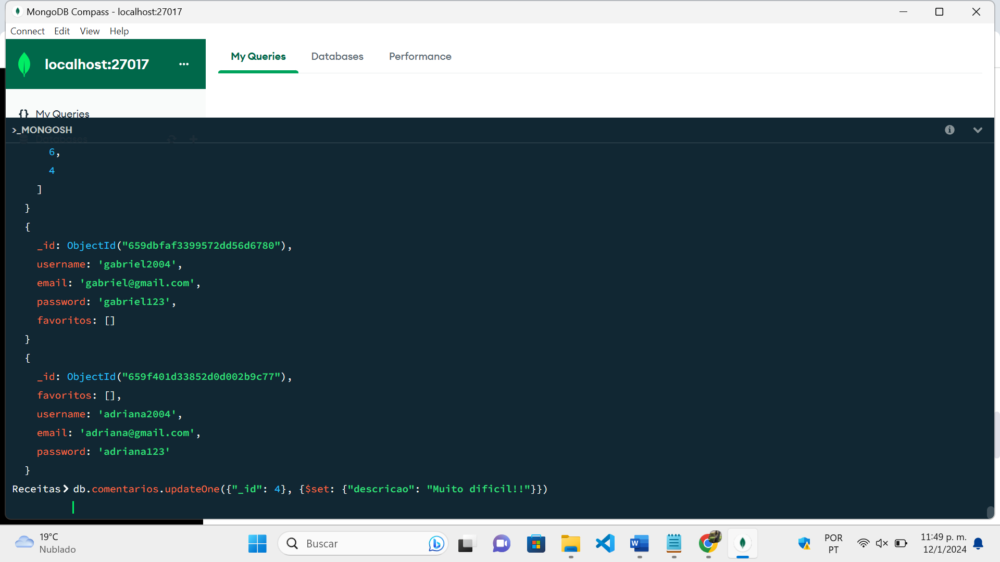 MongoDB Compass - localhost:27017
Connect Edit View Help
localhost:27017 ...
My Queries Databases Performance
{} My Queries
>_MONGOSH
Databases
6,
4
]
}
{
_id: ObjectId("659dbfaf3399572dd56d6780"),
username: 'gabriel2004',
email: 'gabriel@gmail.com',
password: 'gabriel123',
favoritos: []
}
{
_id: ObjectId("659f401d33852d0d002b9c77"),
favoritos: [],
username: 'adriana2004',
email: 'adriana@gmail.com',
password: 'adriana123'
}
Receitas> db.comentarios.updateOne({"_id": 4}, {$set: {"descricao": "Muito dificil!!"}})
19°C
Nublado
Buscar
POR
PT
11:49 p. m.
12/1/2024